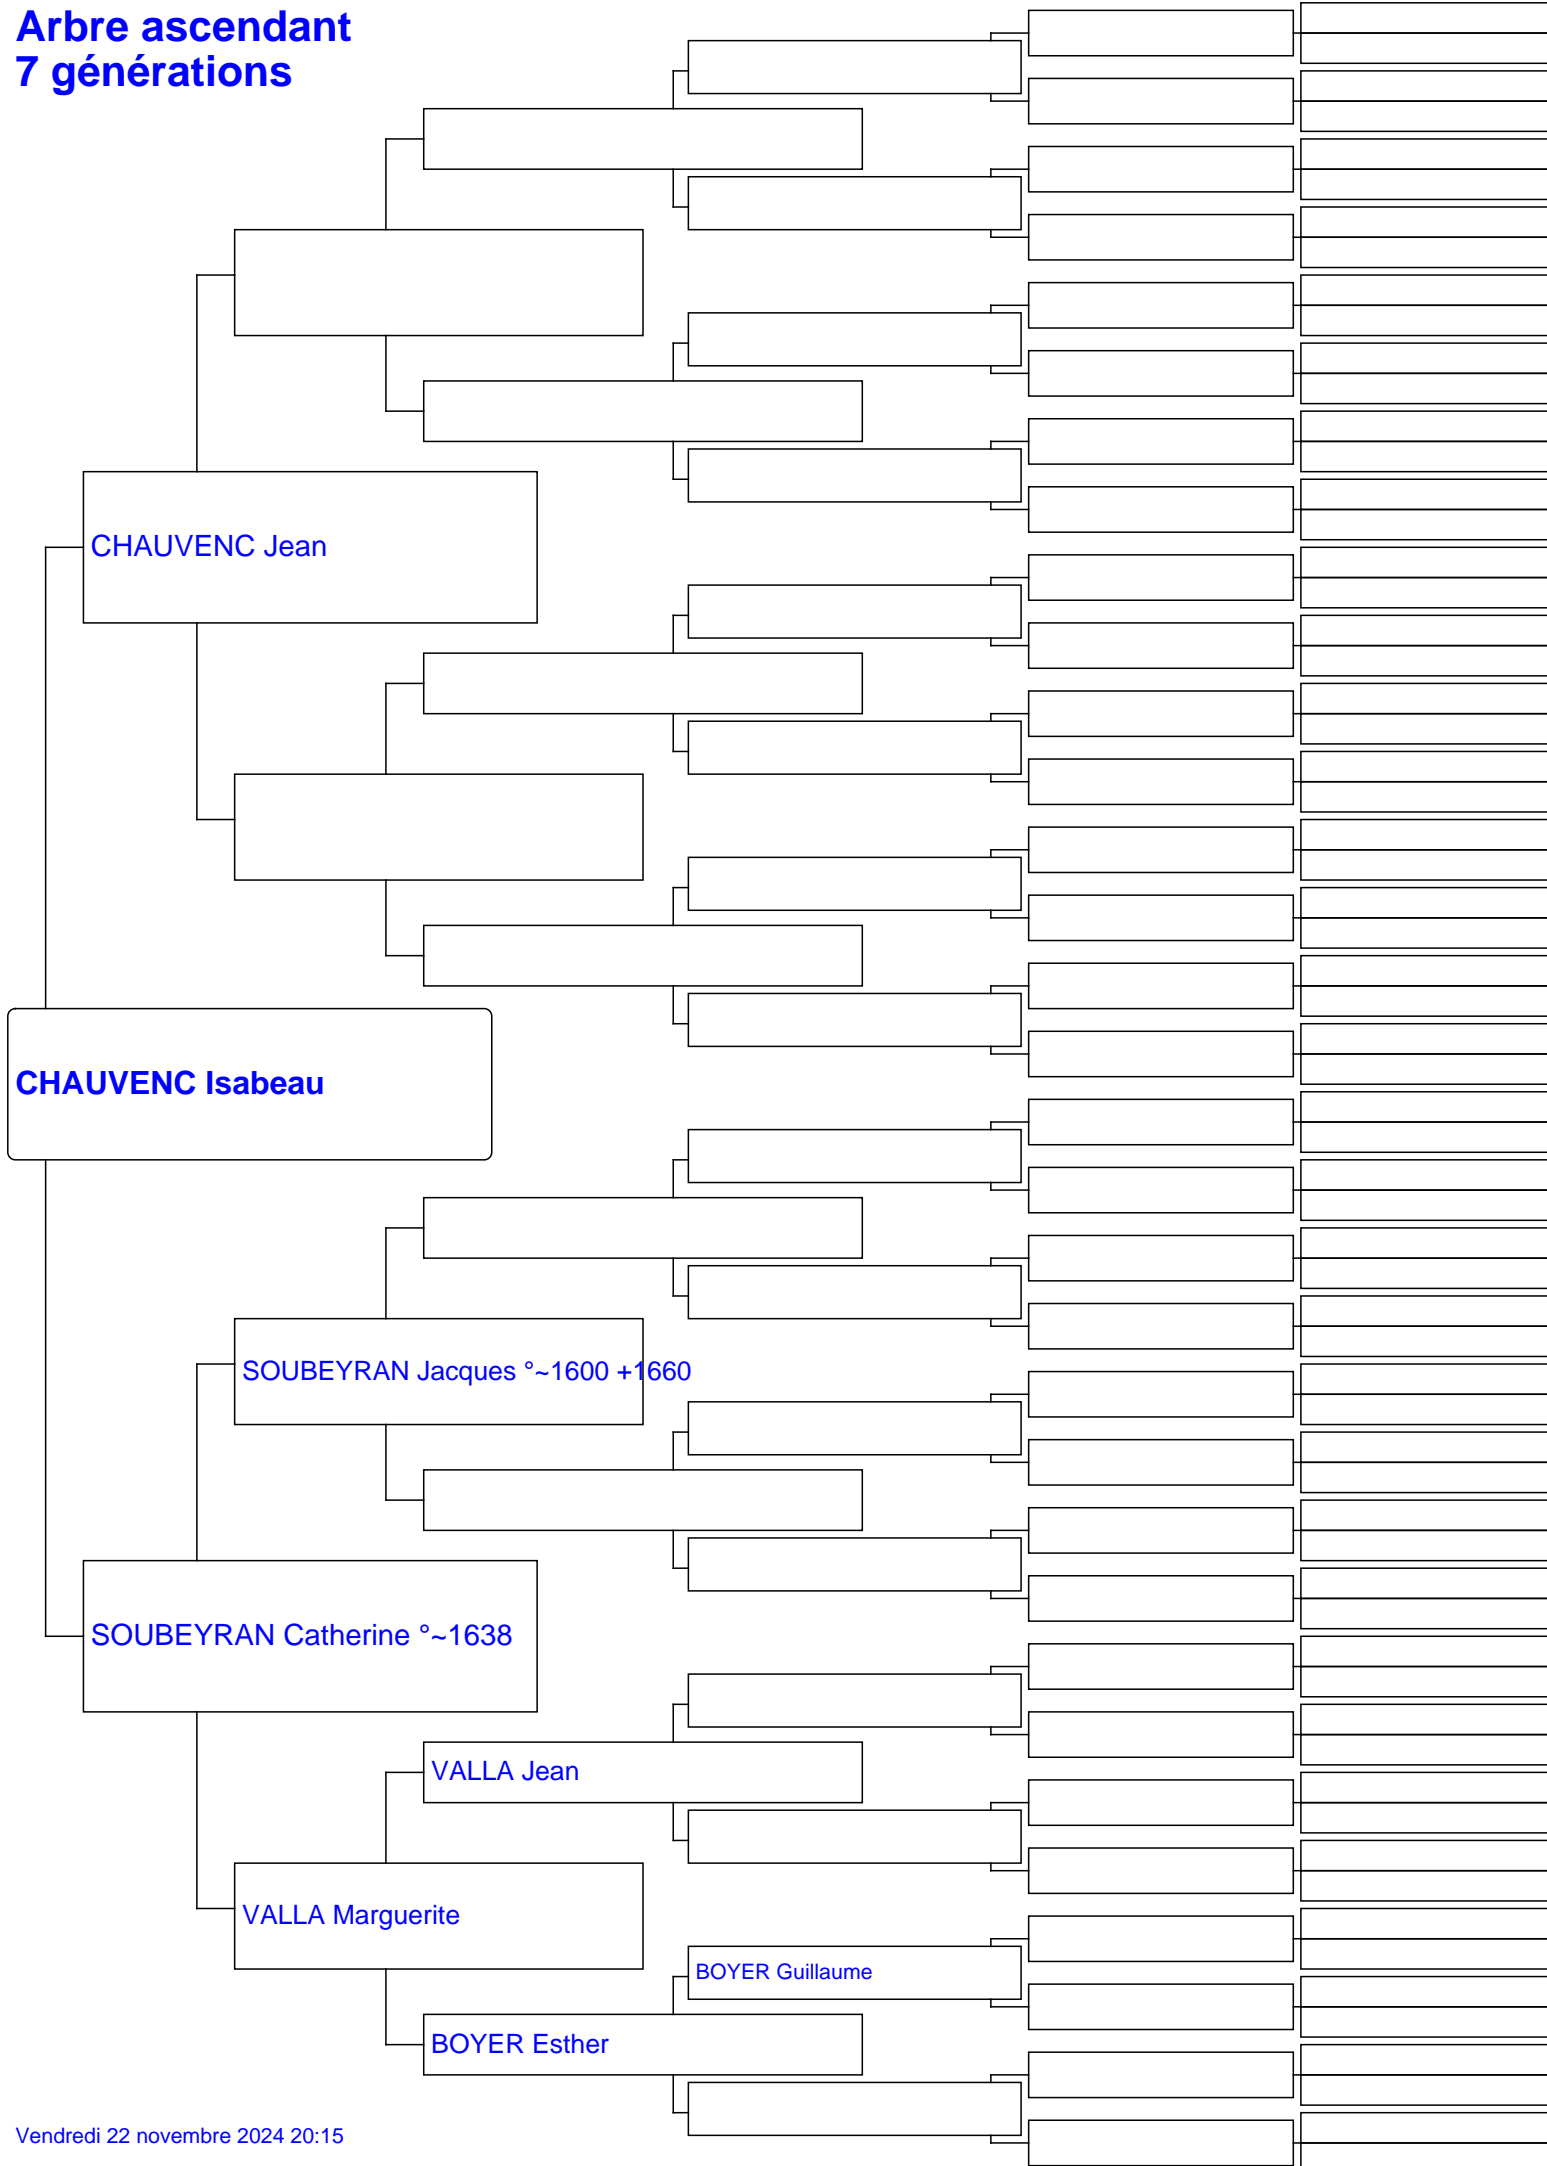 Arbre ascendant
7 générations
CHAUVENC Jean
CHAUVENC Isabeau
SOUBEYRAN Jacques °~1600 +1660
SOUBEYRAN Catherine °~1638
VALLA Jean
VALLA Marguerite
BOYER Guillaume
BOYER Esther
Vendredi 22 novembre 2024 20:15